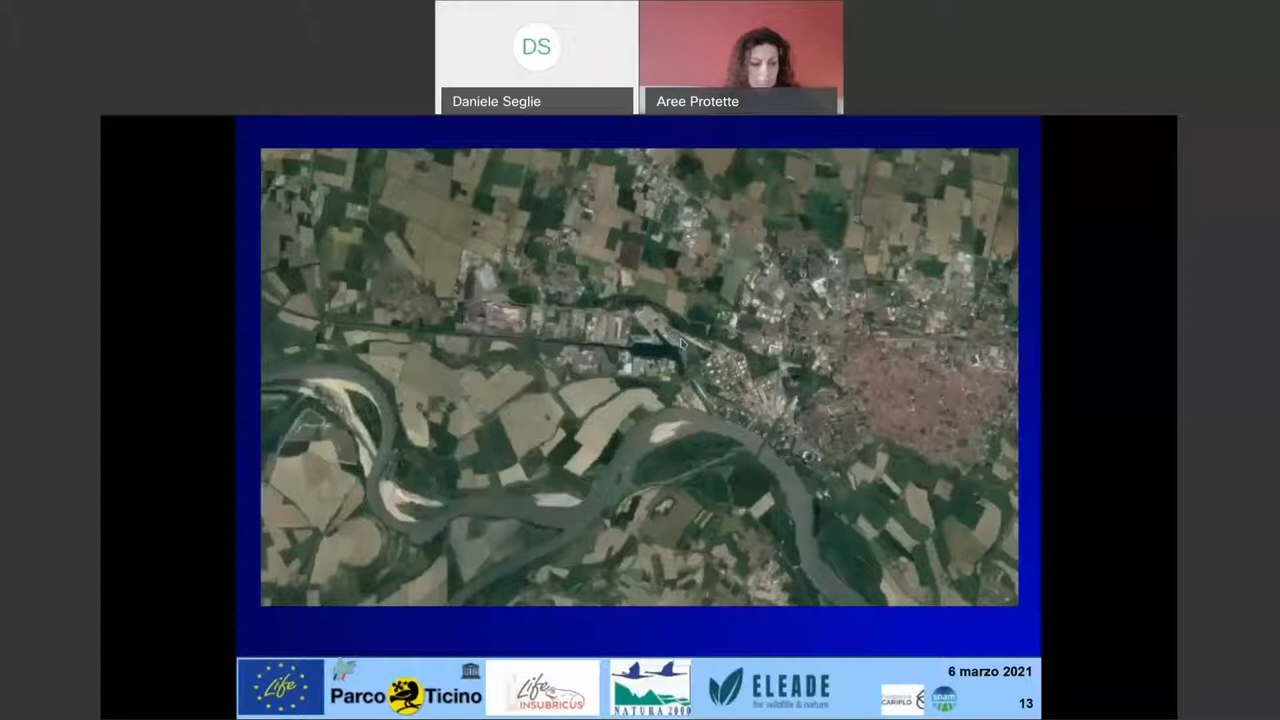 DS
Daniele Seglie
Aree Protette
6 marzo 2021
13
Life
Parco Ticino
Life
INSUBRICUS
NATURA 2000
ELEADE
for wildlife & nature
CARIPLO
snam